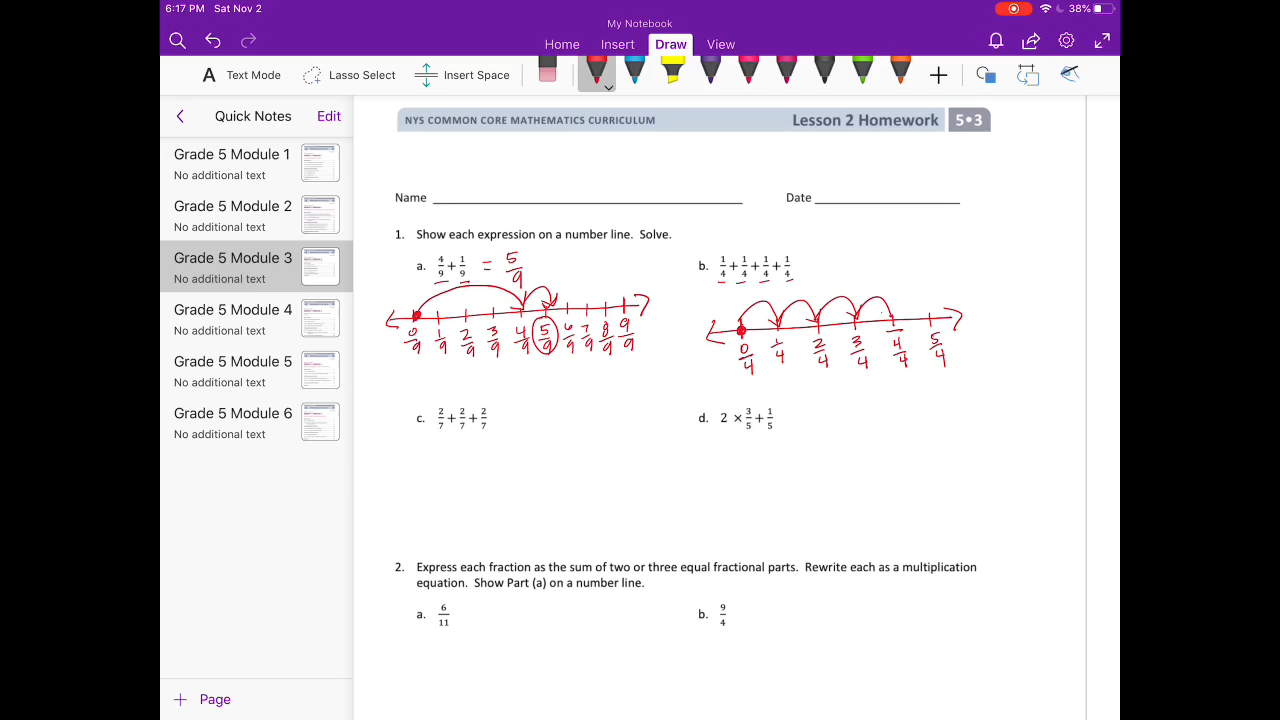 6:17 PM Sat Nov 2
38%
My Notebook
Home Insert Draw View
A Text Mode Lasso Select Insert Space
Quick Notes Edit
Grade 5 Module 1
No additional text
Grade 5 Module 2
No additional text
Grade 5 Module 3
No additional text
Grade 5 Module 4
No additional text
Grade 5 Module 5
No additional text
Grade 5 Module 6
No additional text
+ Page
NYS COMMON CORE MATHEMATICS CURRICULUM Lesson 2 Homework 5•3
Name Date
1. Show each expression on a number line. Solve.
a. 4/9 + 1/9 = 5/9
b. 1/4 + 1/4 + 1/4 + 1/4
0/9 1/9 2/9 3/9 4/9 5/9 6/9 7/9 8/9 9/9
0/4 1/4 2/4 3/4 4/4 5/4
c. 2/7 + 2/7 + 2/7
d. 2 × 3/5 + 1/5
2. Express each fraction as the sum of two or three equal fractional parts. Rewrite each as a multiplication
equation. Show Part (a) on a number line.
a. 6/11
b. 9/4